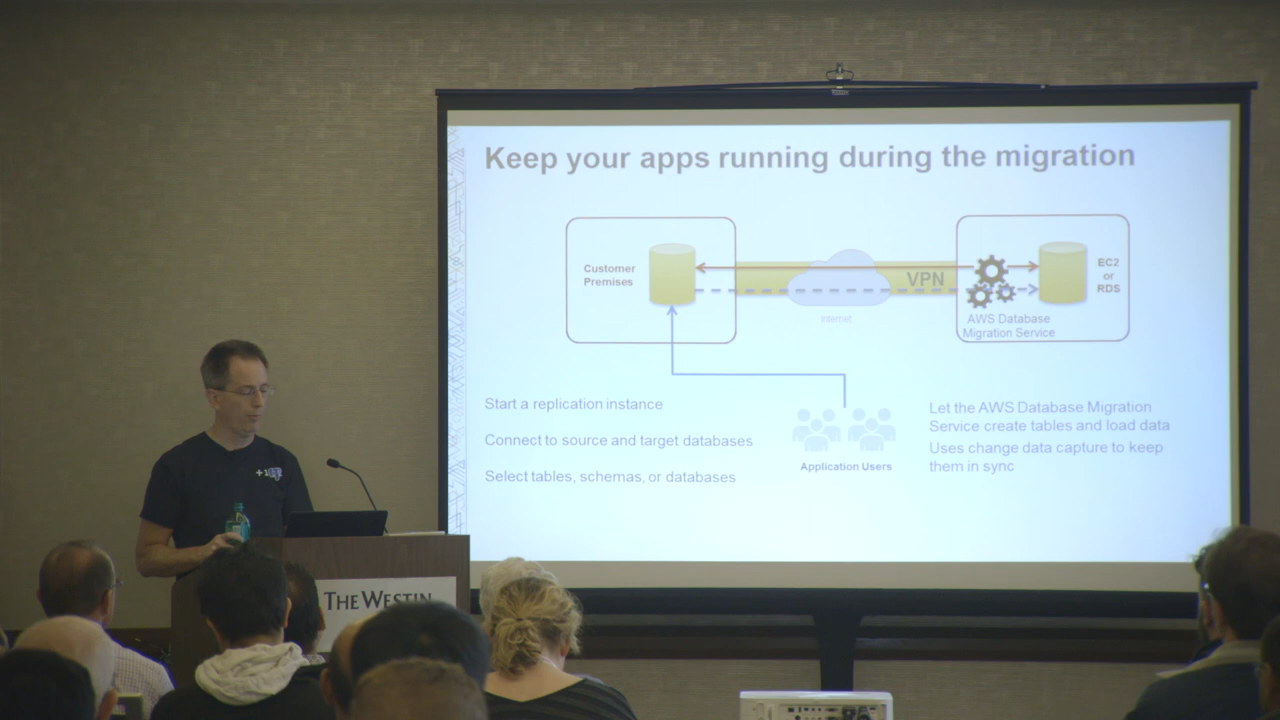 Keep your apps running during the migration
Customer
Premises
VPN
Internet
EC2
or
RDS
AWS Database
Migration Service
Application Users
Start a replication instance
Connect to source and target databases
Select tables, schemas, or databases
Let the AWS Database Migration
Service create tables and load data
Uses change data capture to keep
them in sync
THE WESTIN